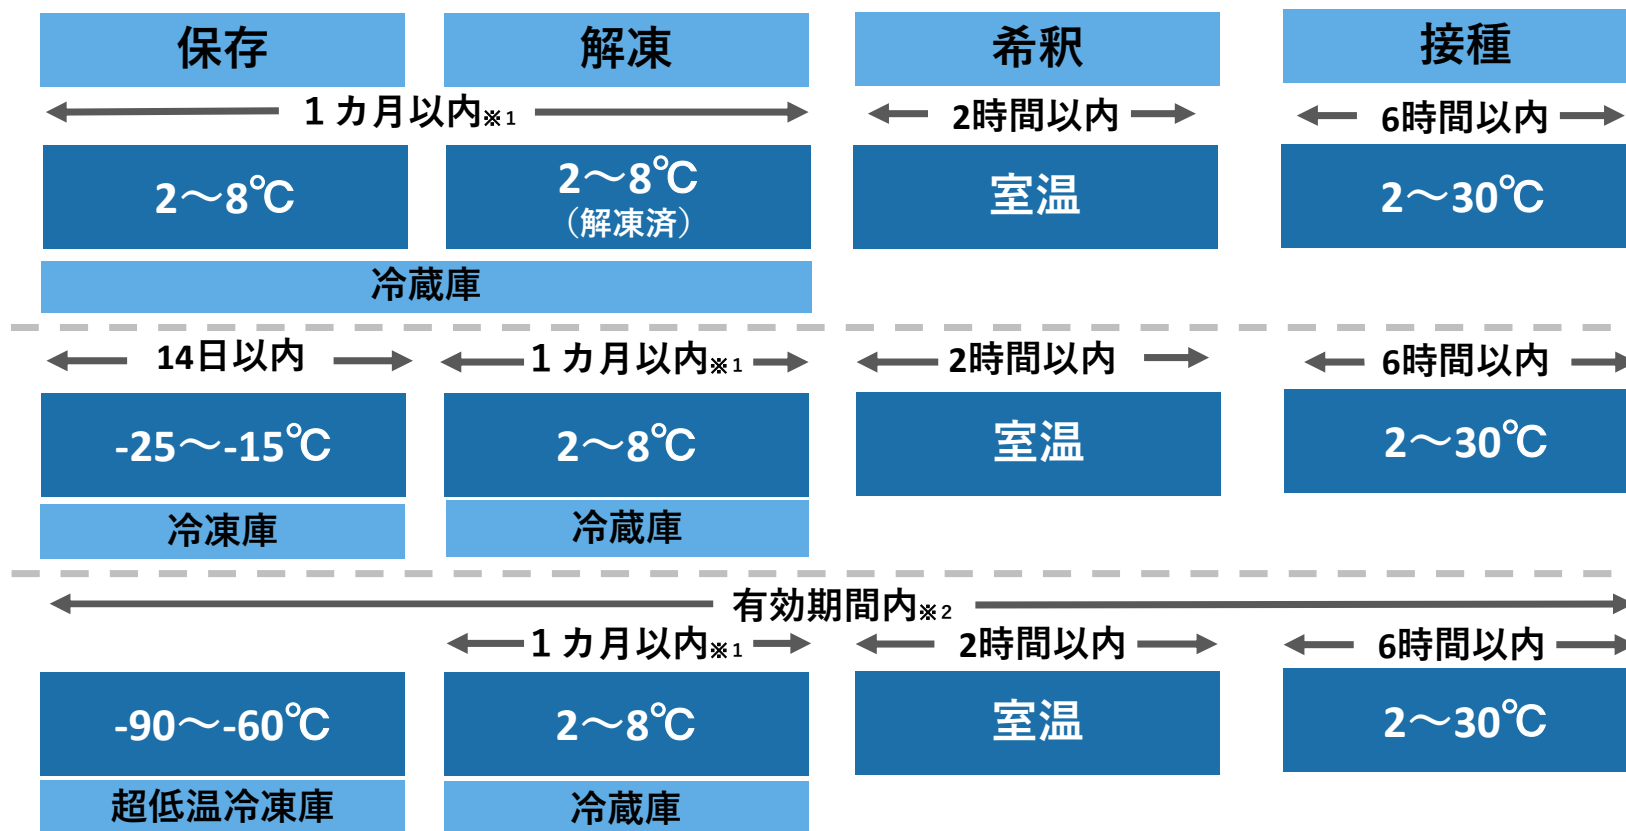 保存 解凍 希釈 接種
１カ月以内※1 2時間以内 6時間以内
2～8℃ 2～8℃ 室温 2～30℃
（解凍済）
冷蔵庫
14日以内 １カ月以内※1 2時間以内 6時間以内
-25～-15℃ 2～8℃ 室温 2～30℃
冷凍庫 冷蔵庫
有効期間内※2
１カ月以内※1 2時間以内 6時間以内
-90～-60℃ 2～8℃ 室温 2～30℃
超低温冷凍庫 冷蔵庫